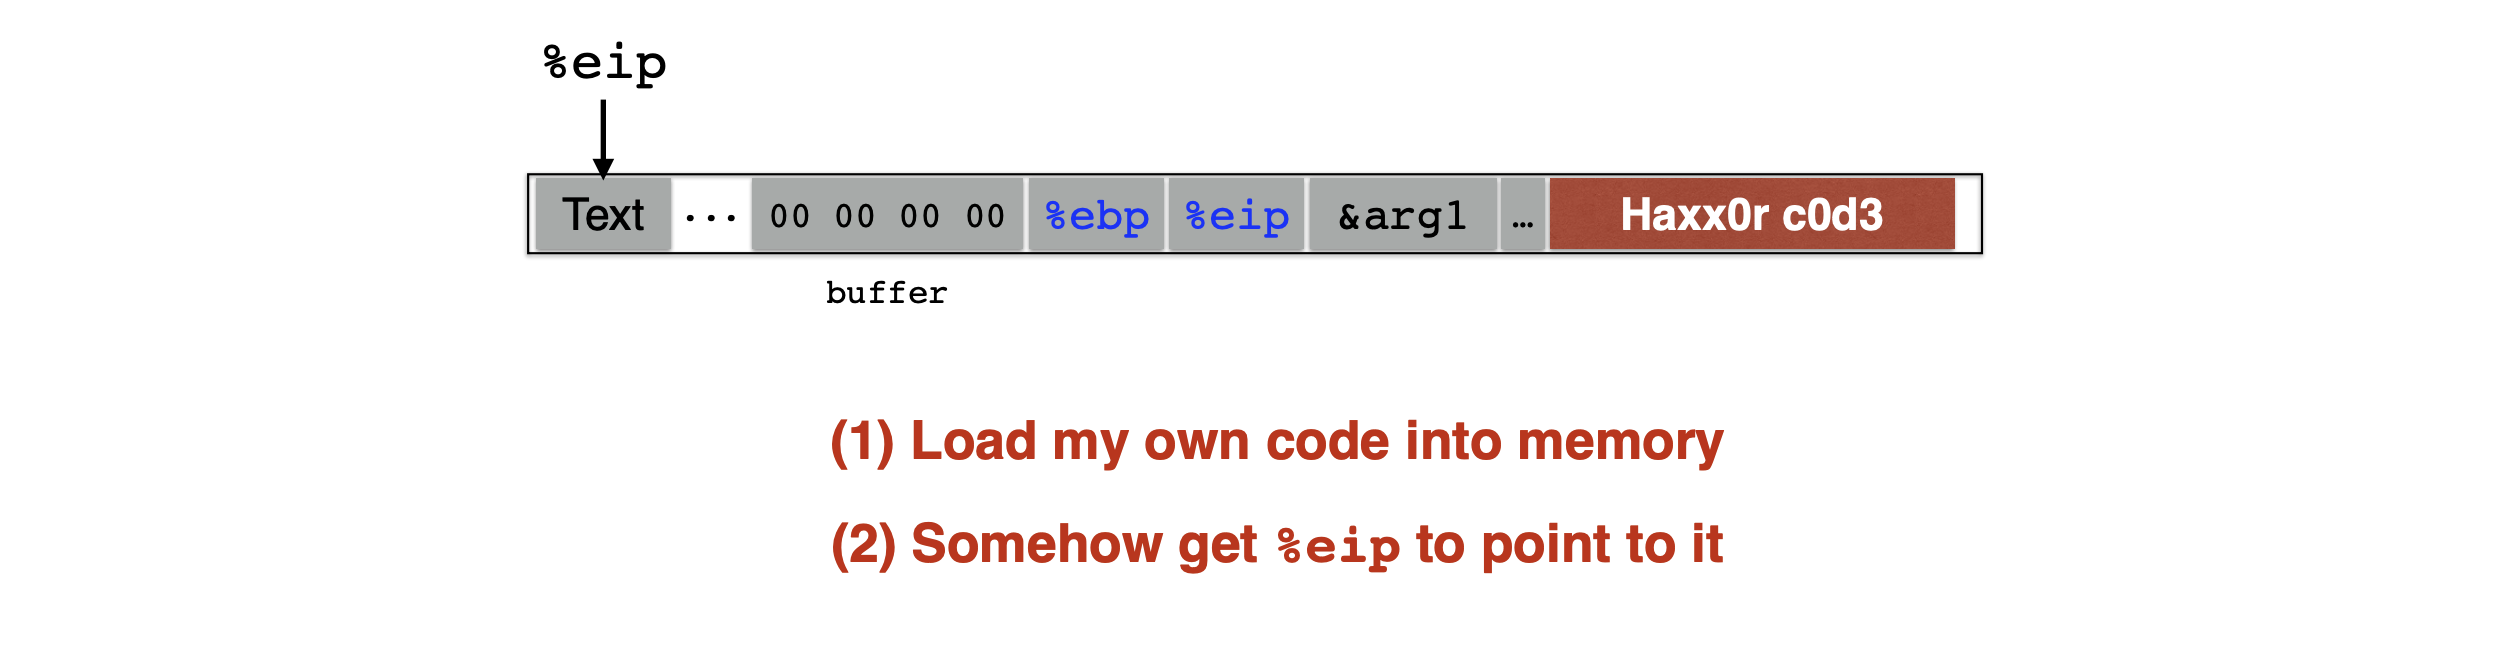 %eip
Text ... 00 00 00 00 %ebp %eip &arg1 … Haxx0r c0d3
buffer
(1) Load my own code into memory
(2) Somehow get %eip to point to it